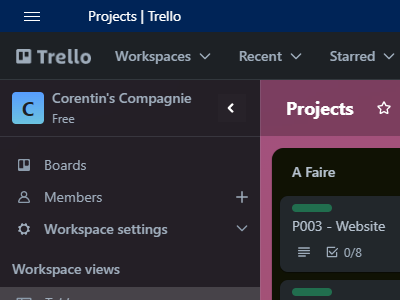 Projects | Trello
Trello
Workspaces
Recent
Starred
C
Corentin's Compagnie
Free
Projects
Boards
Members
Workspace settings
Workspace views
A Faire
P003 - Website
0/8